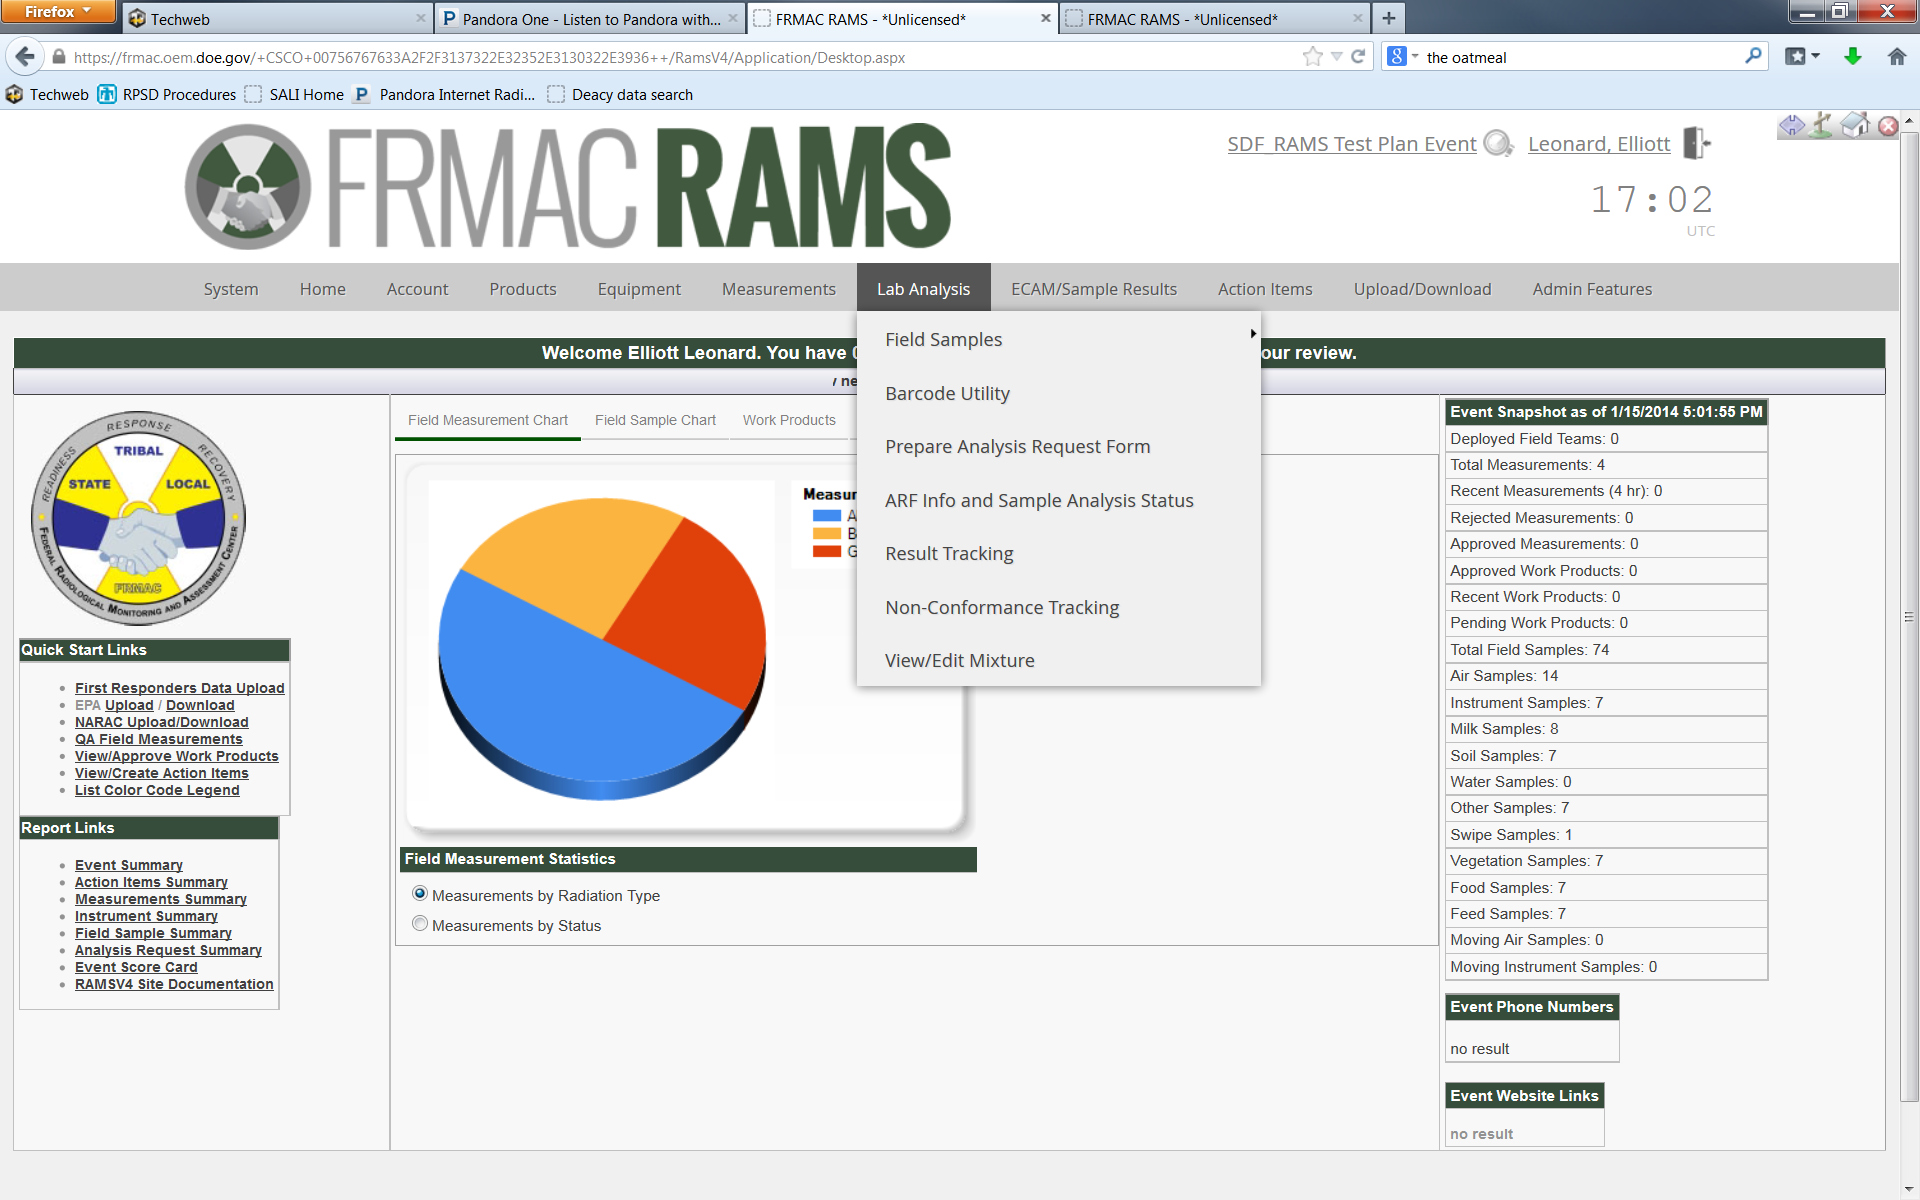 Firefox
Techweb
Pandora One - Listen to Pandora with...
FRMAC RAMS - *Unlicensed*
FRMAC RAMS - *Unlicensed*
https://frmac.oem.doe.gov/+CSCO+00756767633A2F2F3137322E32352E3130322E3936++/RamsV4/Application/Desktop.aspx
the oatmeal
Techweb
RPSD Procedures
SALI Home
Pandora Internet Radi...
Deacy data search
FRMAC RAMS
SDF_RAMS Test Plan Event
Leonard, Elliott
17:02
UTC
System
Home
Account
Products
Equipment
Measurements
Lab Analysis
ECAM/Sample Results
Action Items
Upload/Download
Admin Features
Field Samples
Barcode Utility
Prepare Analysis Request Form
ARF Info and Sample Analysis Status
Result Tracking
Non-Conformance Tracking
View/Edit Mixture
Welcome Elliott Leonard. You have
our review.
READINESS RESPONSE RECOVERY
TRIBAL
STATE
LOCAL
FRMAC
FEDERAL RADIOLOGICAL MONITORING AND ASSESSMENT CENTER
Quick Start Links
First Responders Data Upload
EPA Upload / Download
NARAC Upload/Download
QA Field Measurements
View/Approve Work Products
View/Create Action Items
List Color Code Legend
Report Links
Event Summary
Action Items Summary
Measurements Summary
Instrument Summary
Field Sample Summary
Analysis Request Summary
Event Score Card
RAMSV4 Site Documentation
Field Measurement Chart
Field Sample Chart
Work Products
Measur
A
B
G
Field Measurement Statistics
Measurements by Radiation Type
Measurements by Status
Event Snapshot as of 1/15/2014 5:01:55 PM
Deployed Field Teams: 0
Total Measurements: 4
Recent Measurements (4 hr): 0
Rejected Measurements: 0
Approved Measurements: 0
Approved Work Products: 0
Recent Work Products: 0
Pending Work Products: 0
Total Field Samples: 74
Air Samples: 14
Instrument Samples: 7
Milk Samples: 8
Soil Samples: 7
Water Samples: 0
Other Samples: 7
Swipe Samples: 1
Vegetation Samples: 7
Food Samples: 7
Feed Samples: 7
Moving Air Samples: 0
Moving Instrument Samples: 0
Event Phone Numbers
no result
Event Website Links
no result